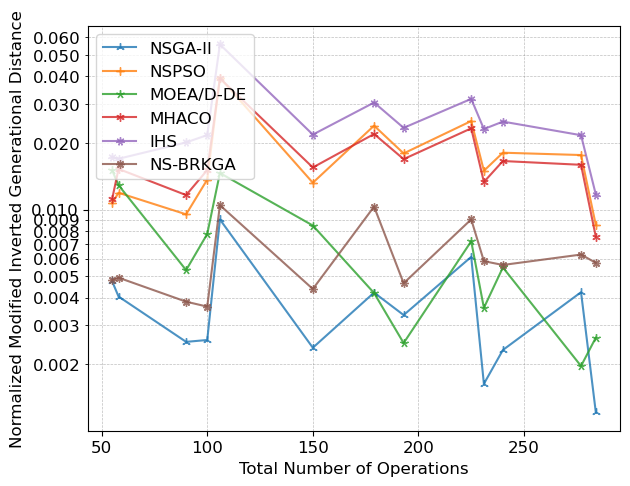 Normalized Modified Inverted Generational Distance
0.060
0.050
0.040
0.030
0.020
0.010
0.009
0.008
0.007
0.006
0.005
0.004
0.003
0.002
NSGA-II
NSPSO
MOEA/D-DE
MHACO
IHS
NS-BRKGA
50 100 150 200 250
Total Number of Operations